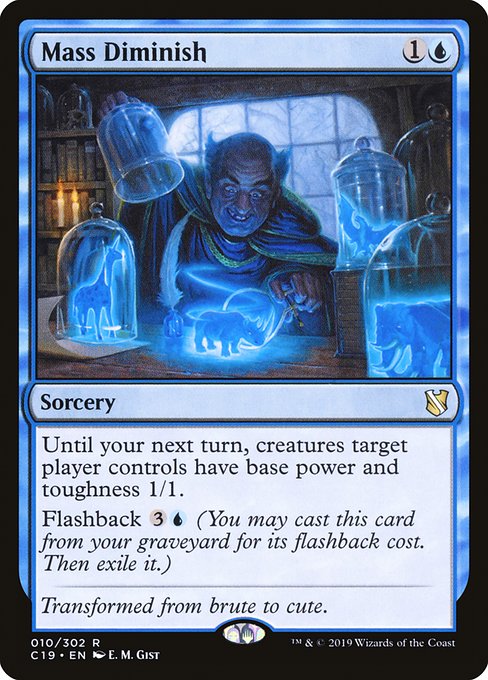 Mass Diminish 1
Sorcery
Until your next turn, creatures target
player controls have base power and
toughness 1/1.
Flashback 3 (You may cast this card
from your graveyard for its flashback cost.
Then exile it.)
Transformed from brute to cute.
010/302 R
C19 • EN E. M. GIST
™ & © 2019 Wizards of the Coast